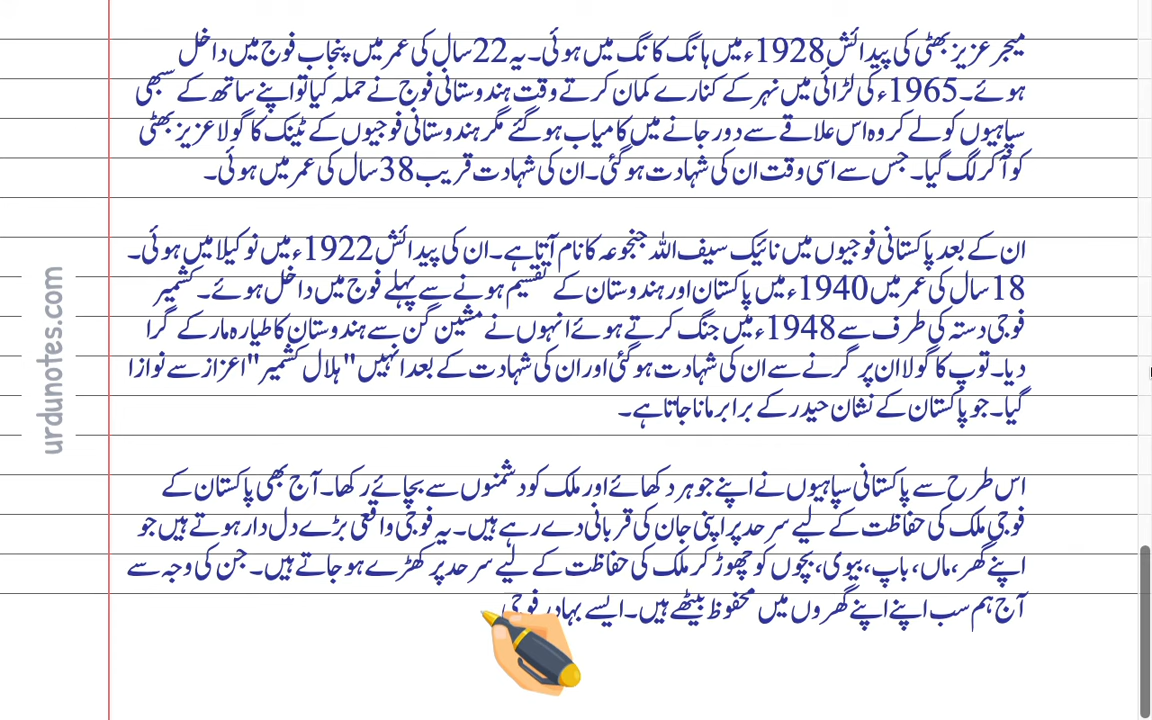 میجر عزیز بھٹی کی پیدائش 1928ء میں ہانگ کانگ میں ہوئی۔ یہ 22 سال کی عمر میں پنجاب فوج میں داخل
ہوئے۔ 1965ء کی لڑائی میں نہر کے کنارے کمان کرتے وقت ہندوستانی فوج نے حملہ کیا تو اپنے ساتھ کے سبھی
سپاہیوں کو لے کر وہ اس علاقے سے دور جانے میں کامیاب ہو گئے مگر ہندوستانی فوجیوں کے ٹینک کا گولا عزیز بھٹی
کو آ کر لگ گیا۔ جس سے اسی وقت ان کی شہادت ہو گئی۔ ان کی شہادت قریب 38 سال کی عمر میں ہوئی۔
ان کے بعد پاکستانی فوجیوں میں نائیک سیف اللہ جنجوعہ کا نام آتا ہے۔ ان کی پیدائش 1922ء میں نوکیلا میں ہوئی۔
18 سال کی عمر میں 1940ء میں پاکستان اور ہندوستان کے تقسیم ہونے سے پہلے فوج میں داخل ہوئے۔ کشمیر
فوجی دستہ کی طرف سے 1948ء میں جنگ کرتے ہوئے انہوں نے مشین گن سے ہندوستان کا طیارہ مار کے گرا
دیا۔ توپ کا گولا ان پر گرنے سے ان کی شہادت ہو گئی اور ان کی شہادت کے بعد انہیں "ہلال کشمیر" اعزاز سے نوازا
گیا۔ جو پاکستان کے نشان حیدر کے برابر مانا جاتا ہے۔
اس طرح سے پاکستانی سپاہیوں نے اپنے جوہر دکھائے اور ملک کو دشمنوں سے بچائے رکھا۔ آج بھی پاکستان کے
فوجی ملک کی حفاظت کے لیے سرحد پر اپنی جان کی قربانی دے رہے ہیں۔ یہ فوجی واقعی بڑے دل دار ہوتے ہیں جو
اپنے گھر، ماں، باپ، بیوی، بچوں کو چھوڑ کر ملک کی حفاظت کے لیے سرحد پر کھڑے ہو جاتے ہیں۔ جن کی وجہ سے
آج ہم سب اپنے اپنے گھروں میں محفوظ بیٹھے ہیں۔ ایسے بہادر فوجی
urdunotes.com